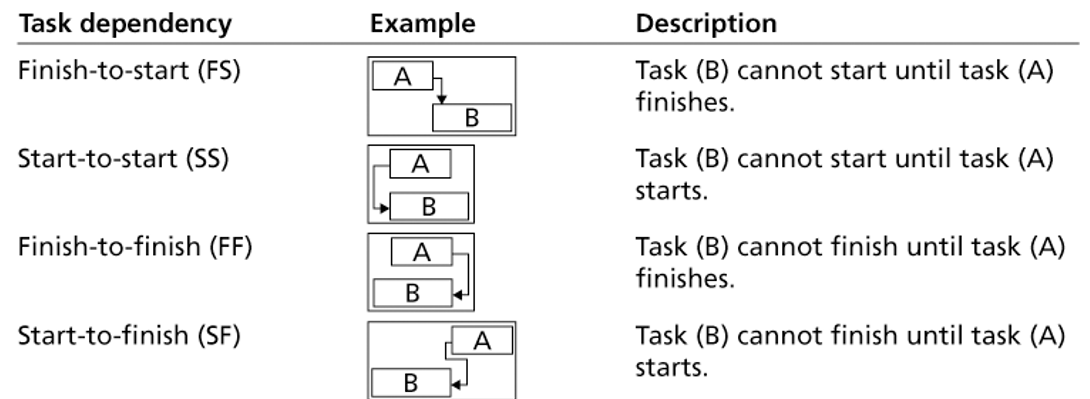 Task dependency Example Description
Finish-to-start (FS) A Task (B) cannot start until task (A)
B finishes.
Start-to-start (SS) A Task (B) cannot start until task (A)
B starts.
Finish-to-finish (FF) A Task (B) cannot finish until task (A)
B finishes.
Start-to-finish (SF) A Task (B) cannot finish until task (A)
B starts.